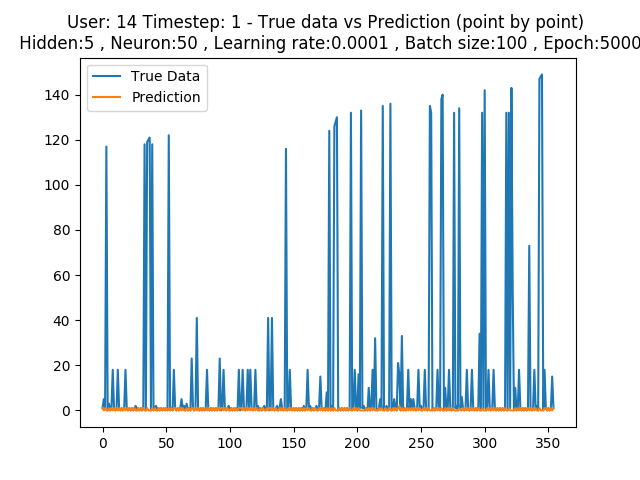 User: 14 Timestep: 1 - True data vs Prediction (point by point)
Hidden:5 , Neuron:50 , Learning rate:0.0001 , Batch size:100 , Epoch:5000
True Data
Prediction
140
120
100
80
60
40
20
0
0 50 100 150 200 250 300 350